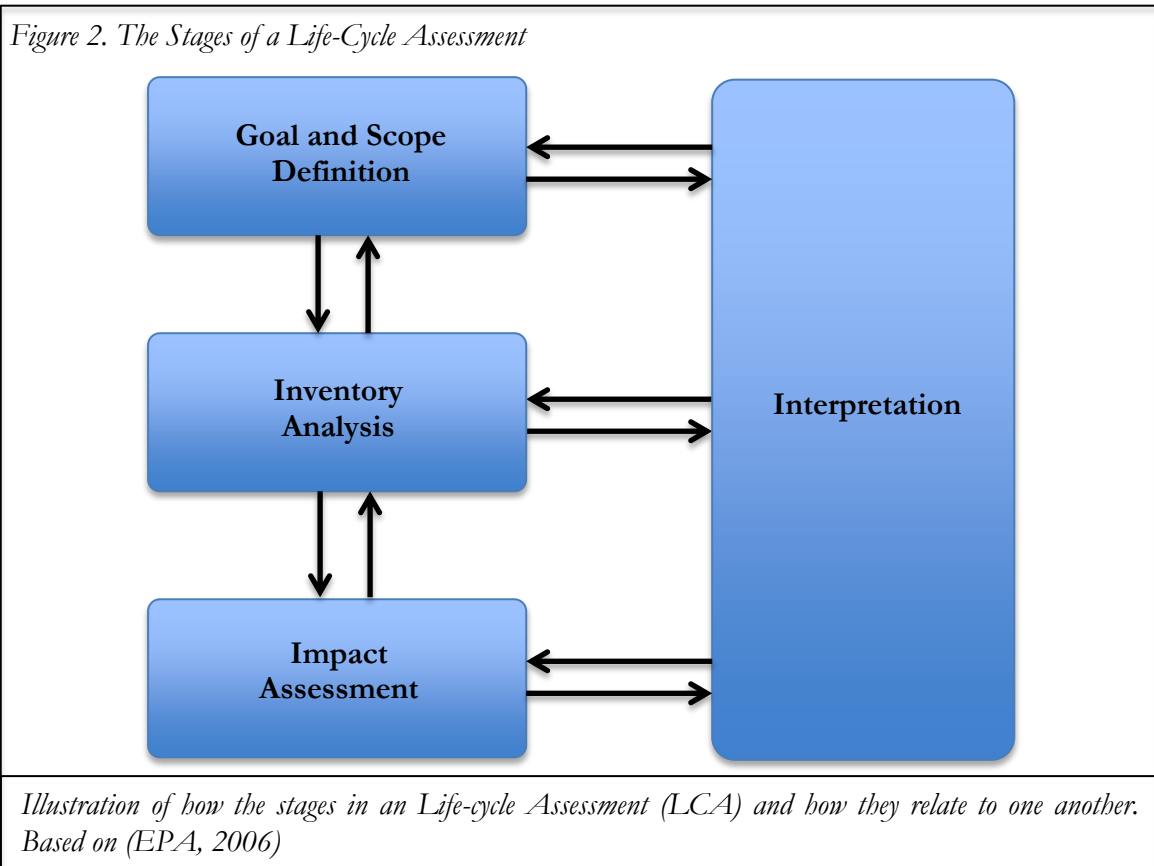 Figure 2. The Stages of a Life-Cycle Assessment
Goal and Scope
Definition
Inventory
Analysis
Interpretation
Impact
Assessment
Illustration of how the stages in an Life-cycle Assessment (LCA) and how they relate to one another.
Based on (EPA, 2006)